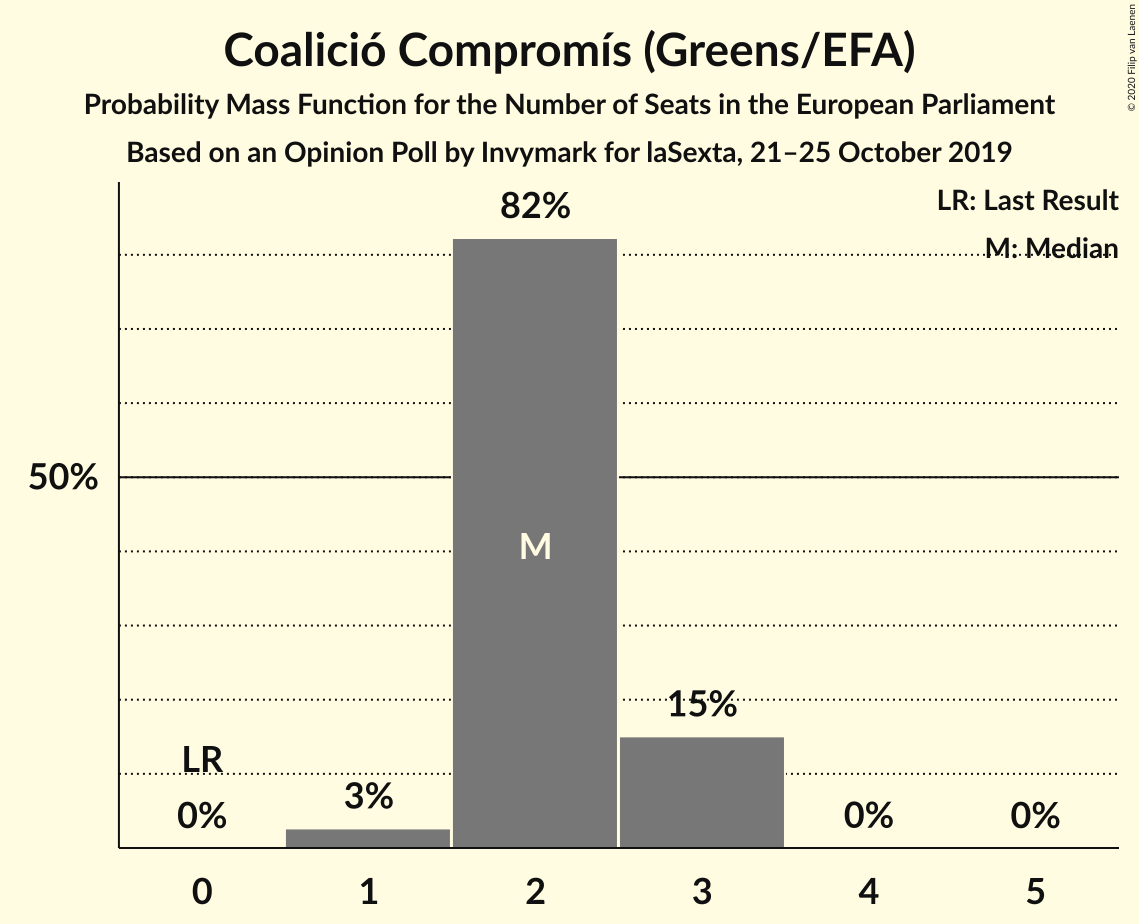 Coalició Compromís (Greens/EFA)
Probability Mass Function for the Number of Seats in the European Parliament
Based on an Opinion Poll by Invymark for laSexta, 21–25 October 2019
© 2020 Filip van Laenen
LR: Last Result
M: Median
82%
50%
M
15%
LR
3%
0%
0%
0%
0 1 2 3 4 5